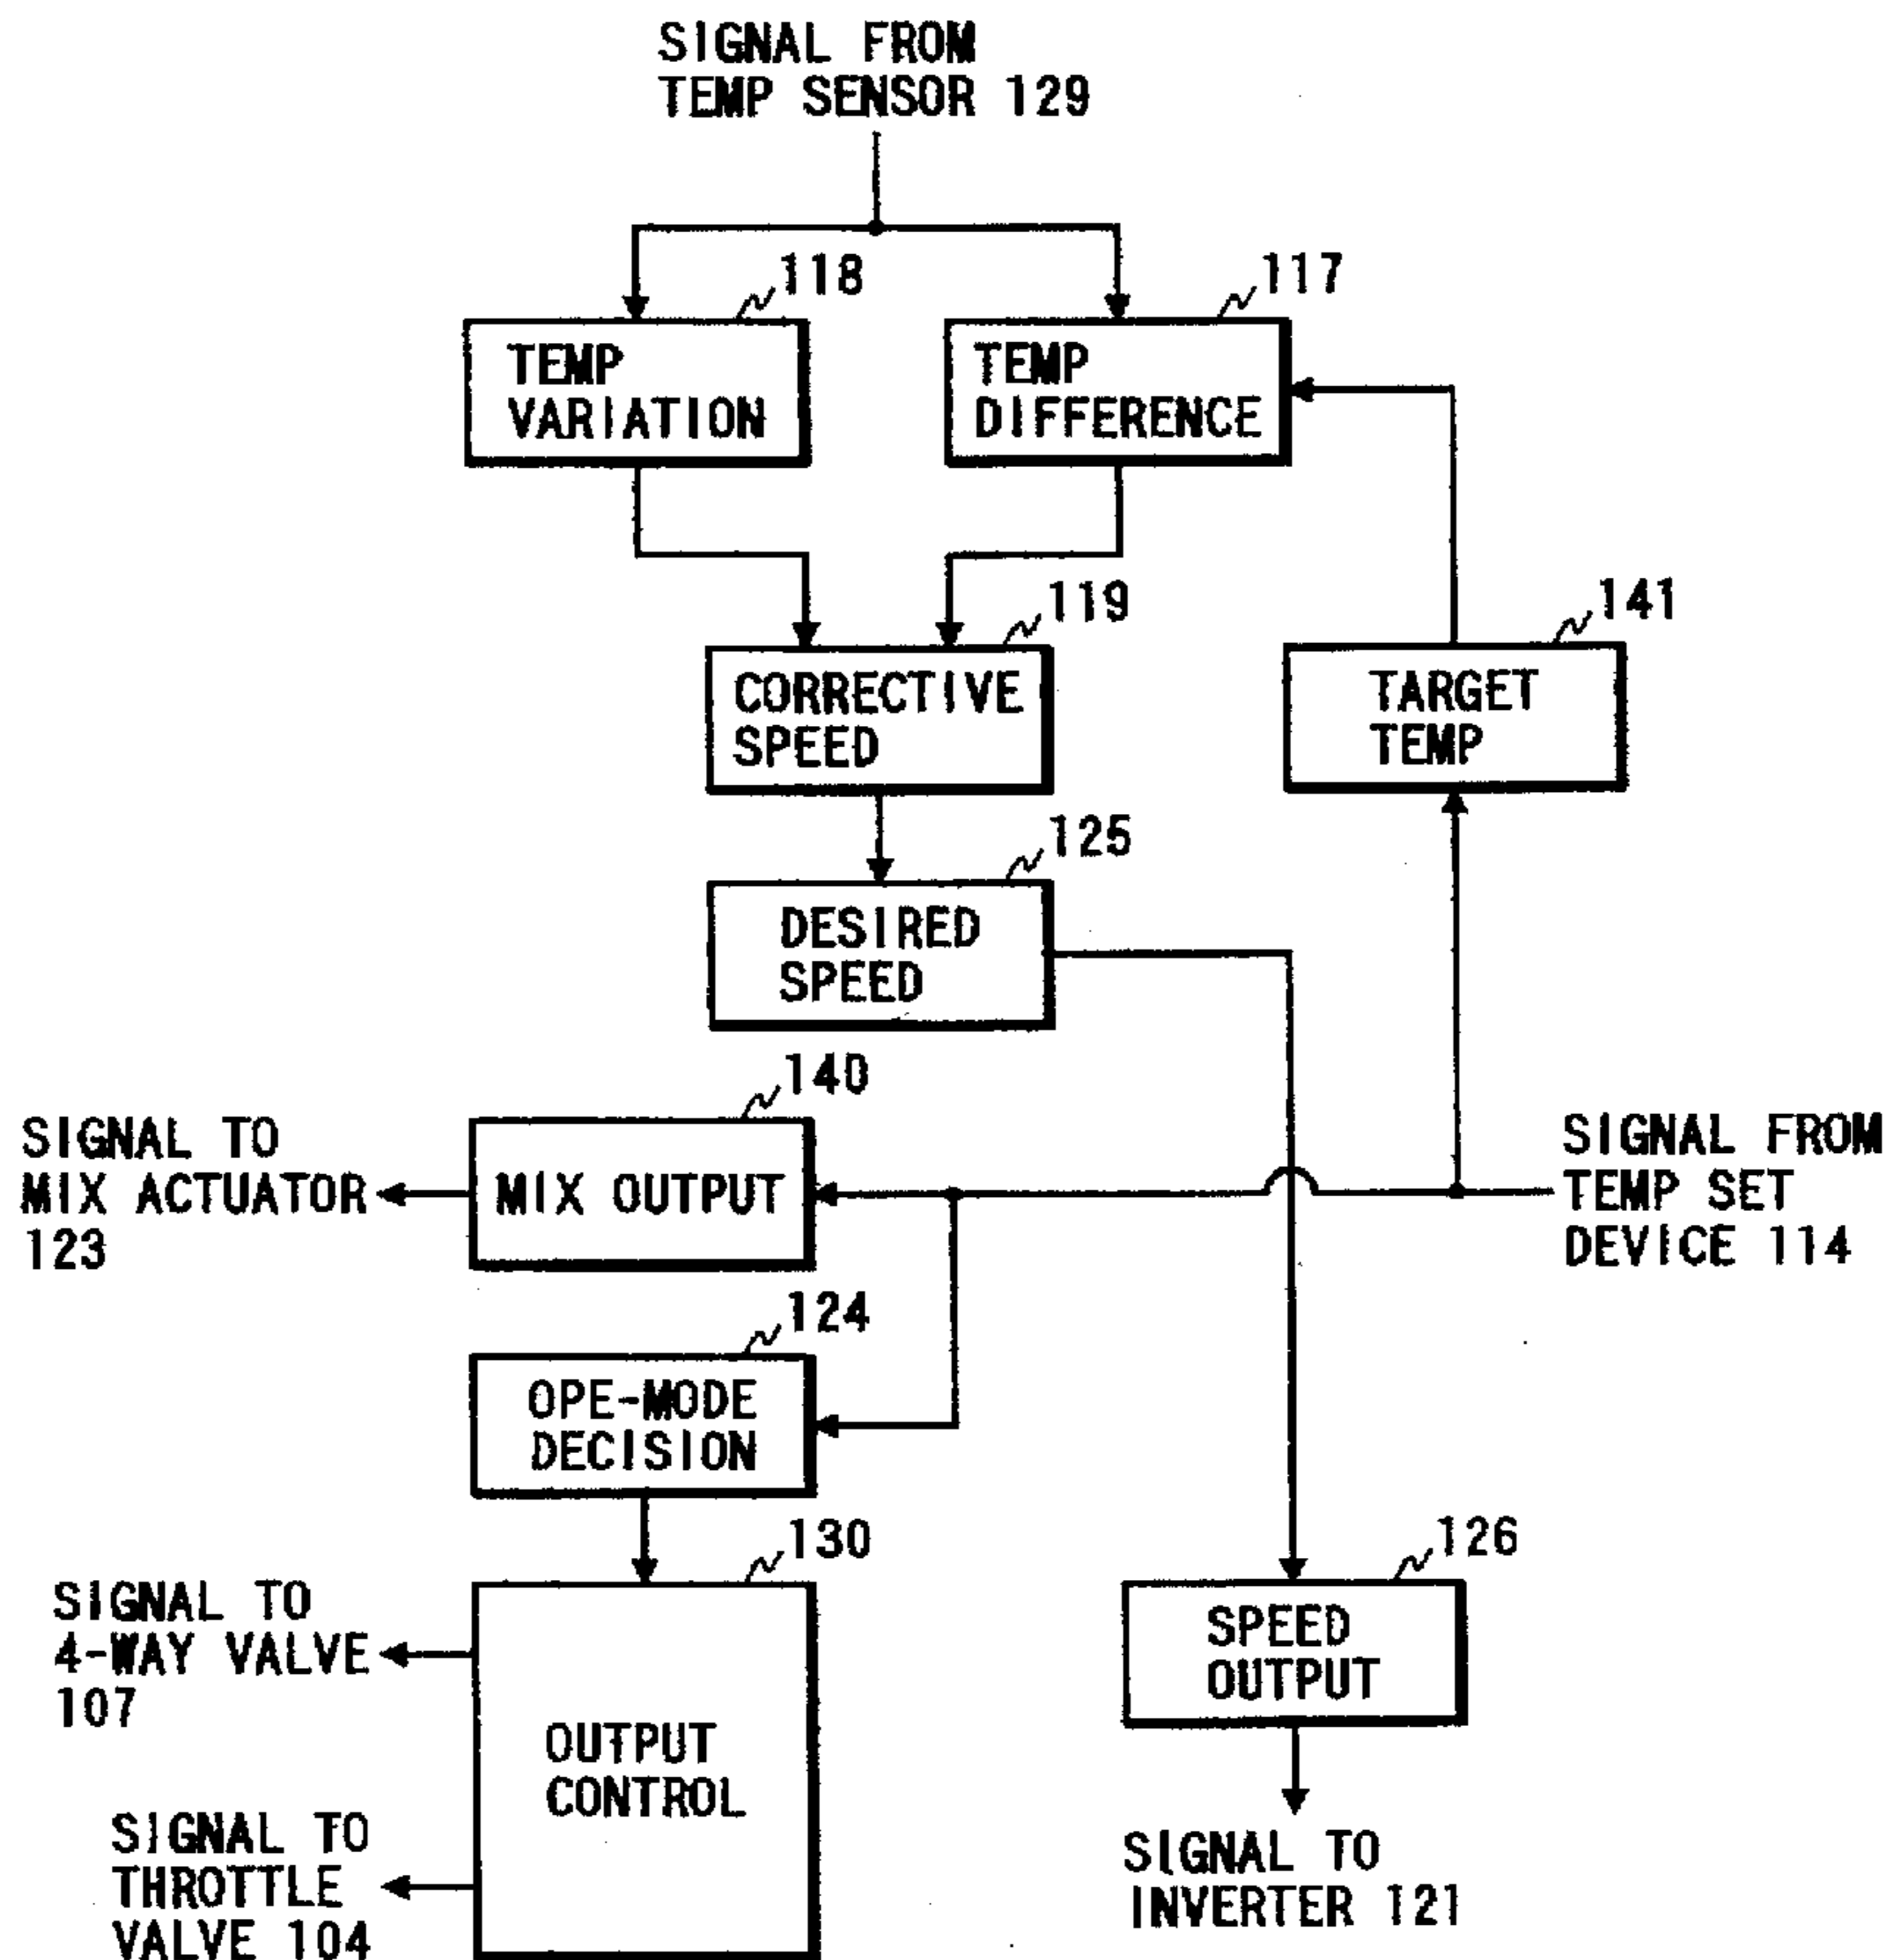 SIGNAL FROM
TEMP SENSOR 129
118
117
TEMP
VARIATION
TEMP
DIFFERENCE
119
141
CORRECTIVE
SPEED
TARGET
TEMP
125
DESIRED
SPEED
140
SIGNAL TO
MIX ACTUATOR
123
MIX OUTPUT
SIGNAL FROM
TEMP SET
DEVICE 114
124
OPE-MODE
DECISION
130
126
SIGNAL TO
4-WAY VALVE
107
SPEED
OUTPUT
OUTPUT
CONTROL
SIGNAL TO
THROTTLE
VALVE 104
SIGNAL TO
INVERTER 121